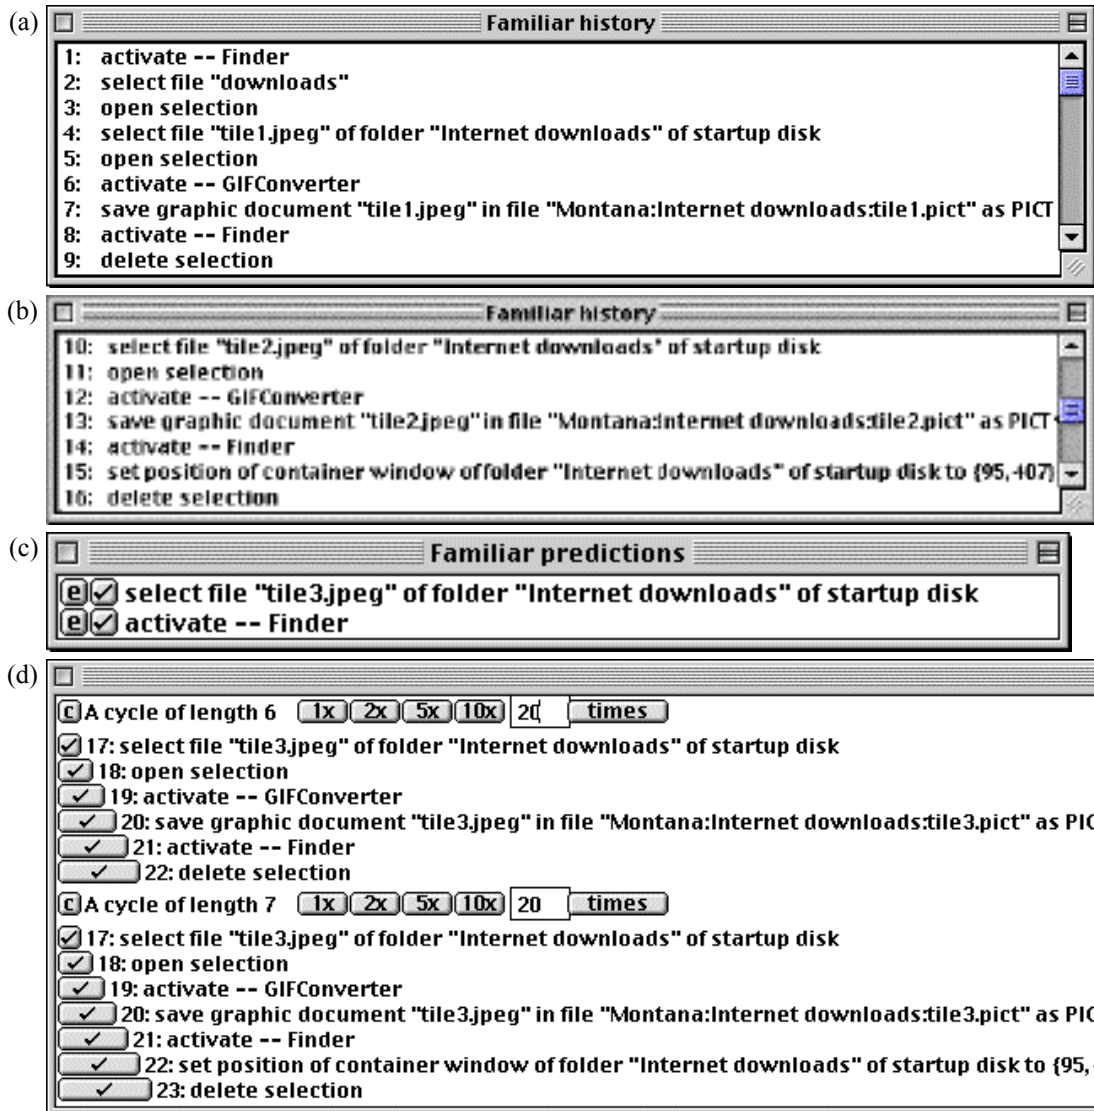 (a) Familiar history
1: activate -- Finder
2: select file "downloads"
3: open selection
4: select file "tile1.jpeg" of folder "Internet downloads" of startup disk
5: open selection
6: activate -- GIFConverter
7: save graphic document "tile1.jpeg" in file "Montana:Internet downloads:tile1.pict" as PICT
8: activate -- Finder
9: delete selection
(b) Familiar history
10: select file "tile2.jpeg" of folder "Internet downloads" of startup disk
11: open selection
12: activate -- GIFConverter
13: save graphic document "tile2.jpeg" in file "Montana:Internet downloads:tile2.pict" as PICT
14: activate -- Finder
15: set position of container window of folder "Internet downloads" of startup disk to {95, 407}
16: delete selection
(c) Familiar predictions
e select file "tile3.jpeg" of folder "Internet downloads" of startup disk
e activate -- Finder
(d)
c A cycle of length 6 1x 2x 5x 10x 20 times
17: select file "tile3.jpeg" of folder "Internet downloads" of startup disk
18: open selection
19: activate -- GIFConverter
20: save graphic document "tile3.jpeg" in file "Montana:Internet downloads:tile3.pict" as PIC
21: activate -- Finder
22: delete selection
c A cycle of length 7 1x 2x 5x 10x 20 times
17: select file "tile3.jpeg" of folder "Internet downloads" of startup disk
18: open selection
19: activate -- GIFConverter
20: save graphic document "tile3.jpeg" in file "Montana:Internet downloads:tile3.pict" as PIC
21: activate -- Finder
22: set position of container window of folder "Internet downloads" of startup disk to {95,
23: delete selection